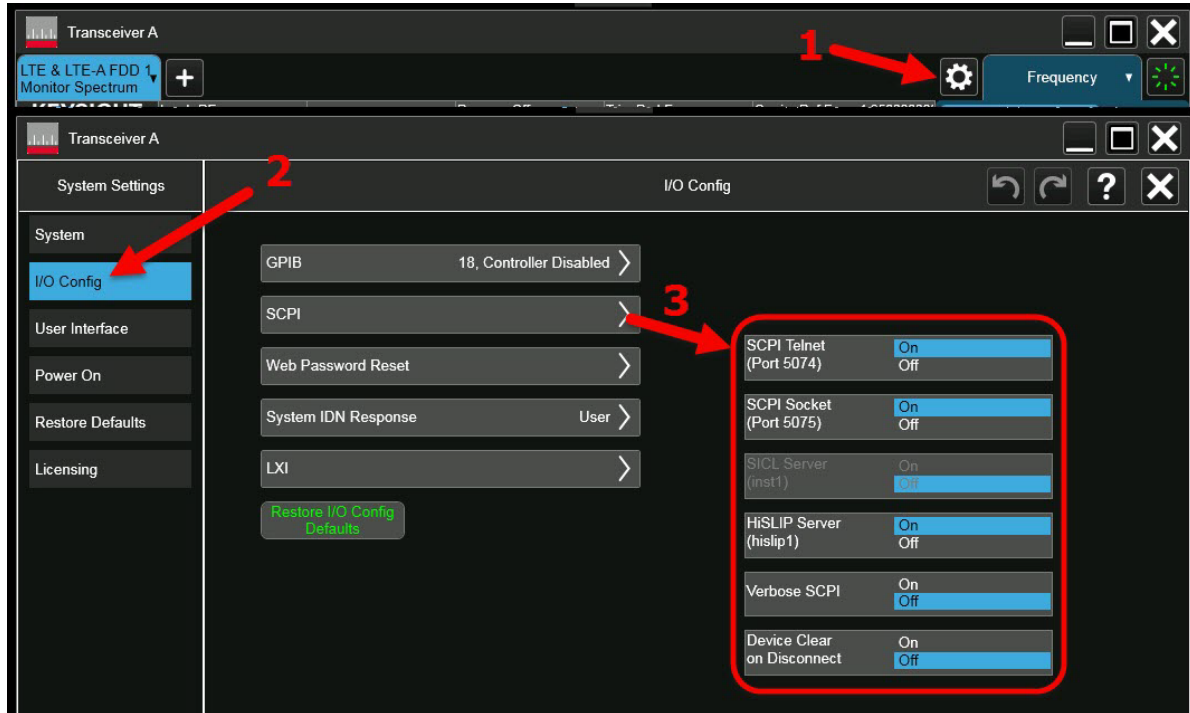 Transceiver A
1
LTE & LTE-A FDD 1
Monitor Spectrum
+
Frequency
KEYSIGHT
Transceiver A
System Settings
2
I/O Config
?
System
I/O Config
User Interface
Power On
Restore Defaults
Licensing
GPIB 18, Controller Disabled
SCPI
Web Password Reset
System IDN Response User
LXI
Restore I/O Config
Defaults
3
SCPI Telnet On
(Port 5074) Off
SCPI Socket On
(Port 5075) Off
SICL Server On
(inst1) Off
HiSLIP Server On
(hislip1) Off
Verbose SCPI On
Off
Device Clear On
on Disconnect Off